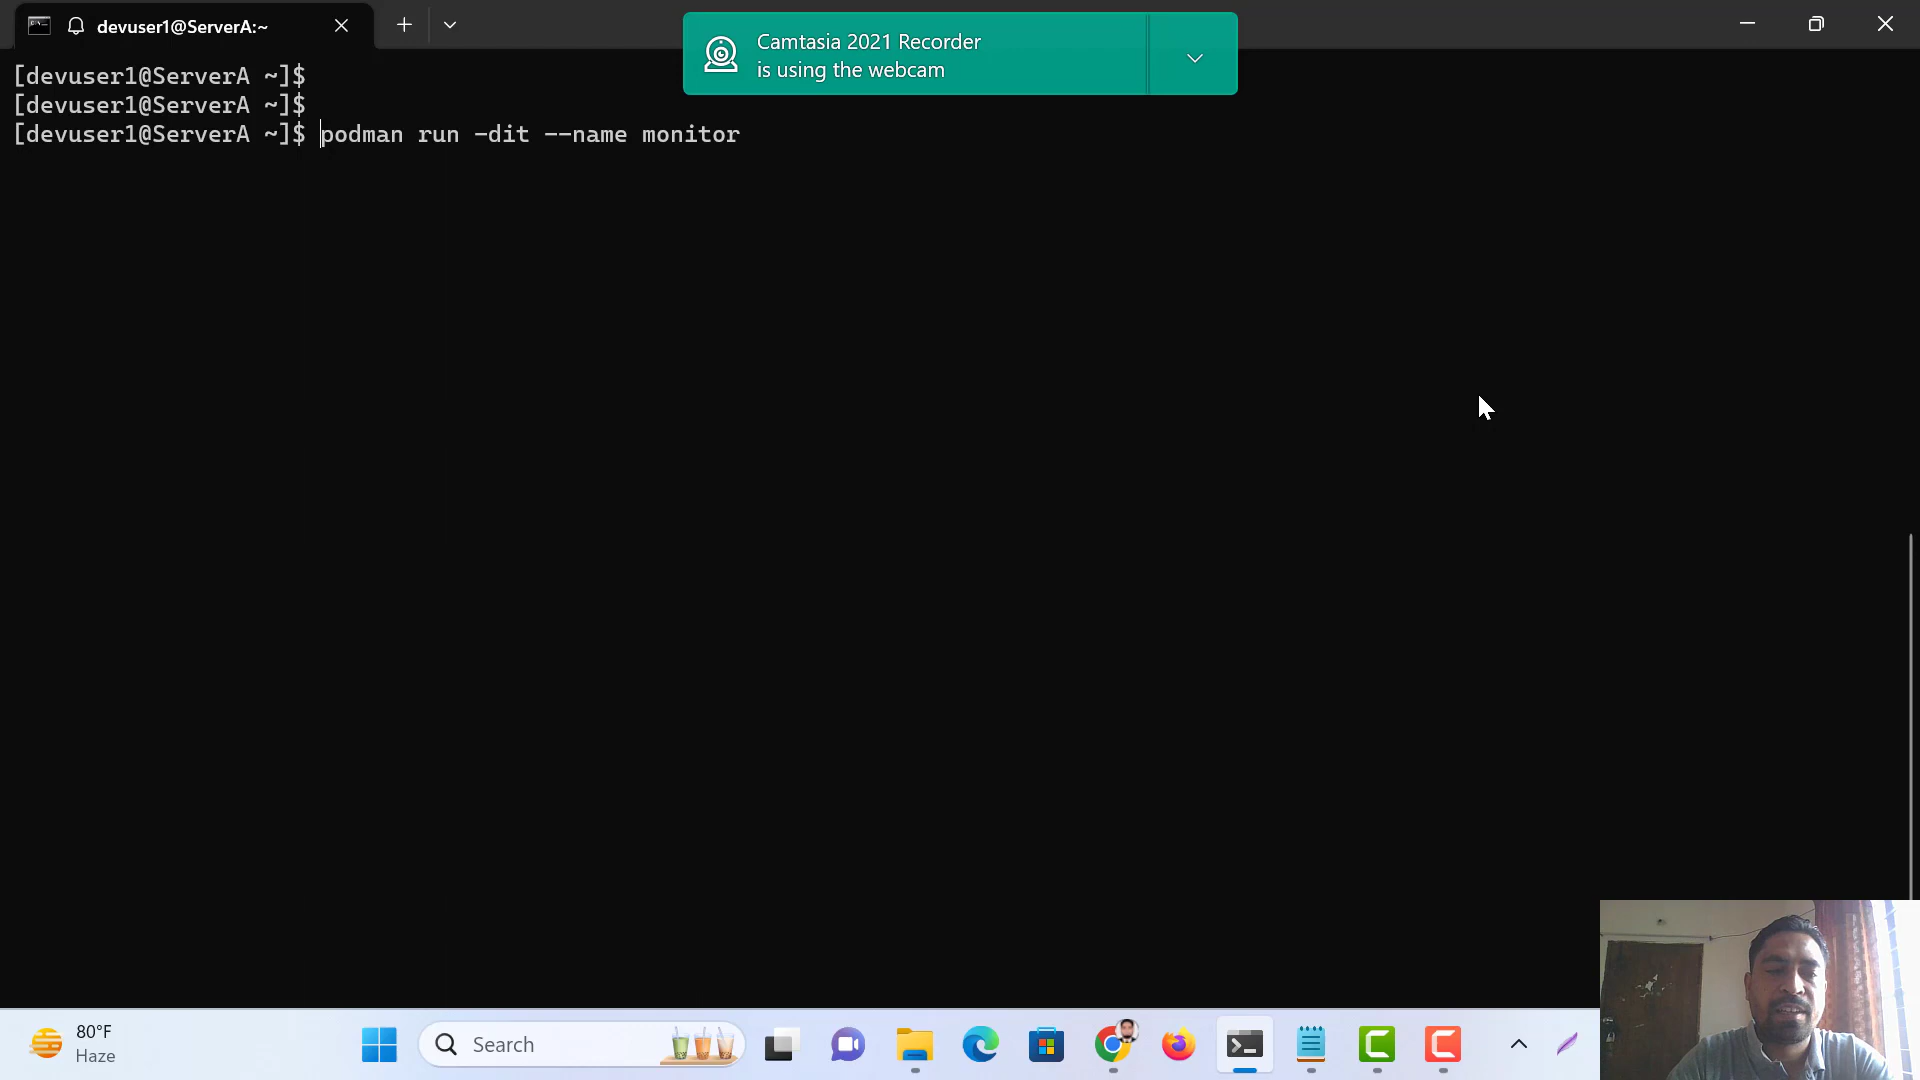 devuser1@ServerA:~
Camtasia 2021 Recorder
is using the webcam
[devuser1@ServerA ~]$
[devuser1@ServerA ~]$
[devuser1@ServerA ~]$ podman run -dit --name monitor
80°F
Haze
Search